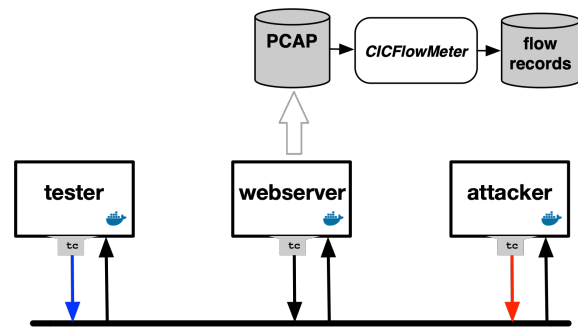 PCAP
CICFlowMeter
flow
records
tester
webserver
attacker
tc
tc
tc